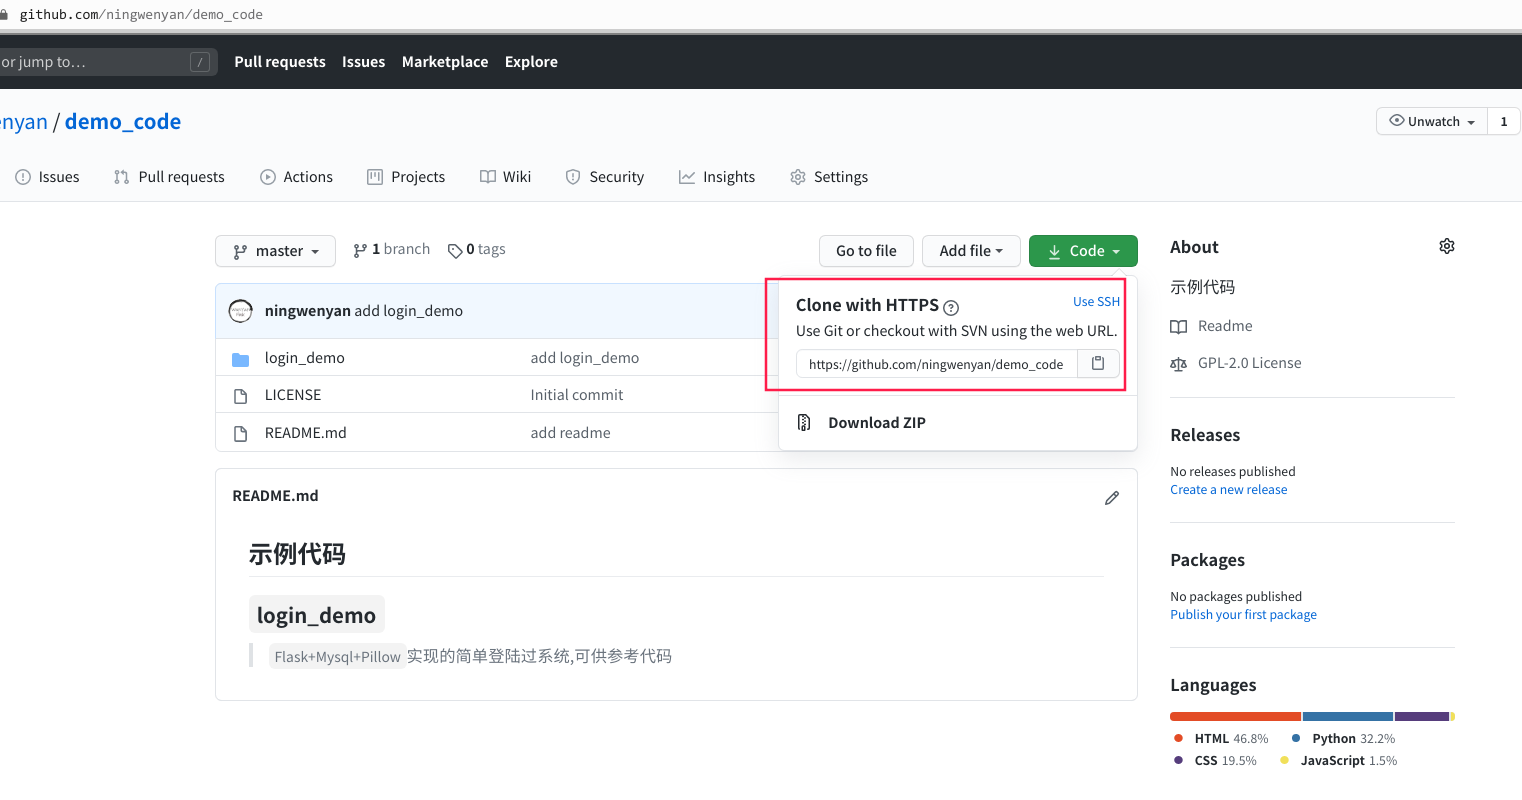 github.com/ningwenyan/demo_code
or jump to… /
Pull requests Issues Marketplace Explore
enyan / demo_code
Unwatch 1
Issues Pull requests Actions Projects Wiki Security Insights Settings
master 1 branch 0 tags
Go to file Add file Code
ningwenyan add login_demo
login_demo add login_demo
LICENSE Initial commit
README.md add readme
Clone with HTTPS ? Use SSH
Use Git or checkout with SVN using the web URL.
https://github.com/ningwenyan/demo_code
Download ZIP
README.md
示例代码
login_demo
Flask+Mysql+Pillow实现的简单登陆过系统,可供参考代码
About
示例代码
Readme
GPL-2.0 License
Releases
No releases published
Create a new release
Packages
No packages published
Publish your first package
Languages
HTML 46.8% Python 32.2%
CSS 19.5% JavaScript 1.5%